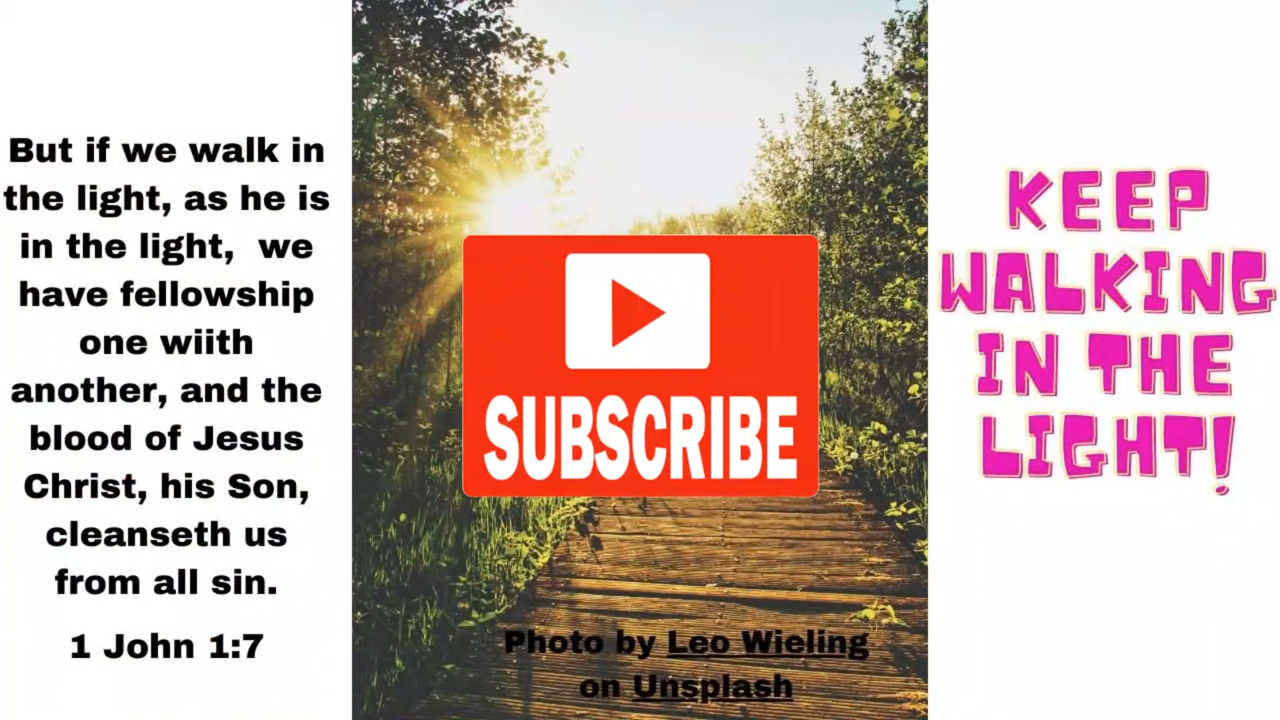 But if we walk in
the light, as he is
in the light,  we
have fellowship
one wiith
another, and the
blood of Jesus
Christ, his Son,
cleanseth us
from all sin.
1 John 1:7
SUBSCRIBE
Photo by Leo Wieling
on Unsplash
KEEP
WALKING
IN THE
LIGHT!